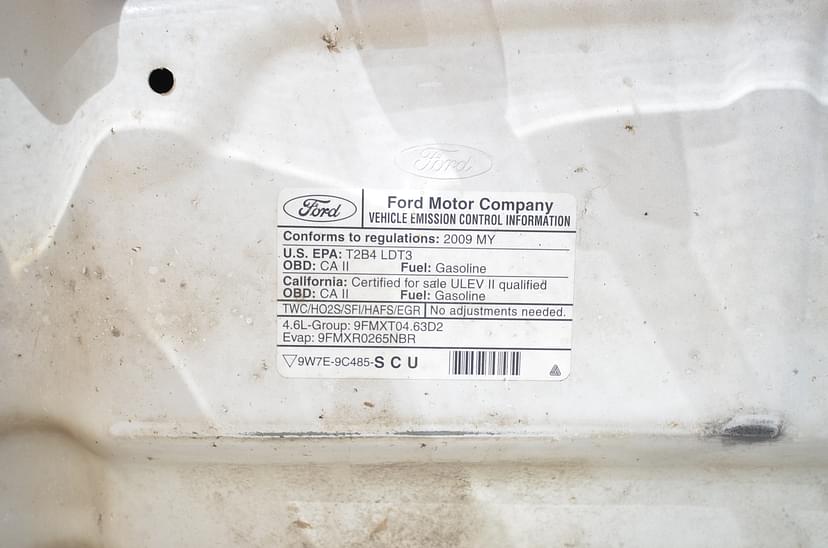 Ford
Ford
Ford Motor Company
VEHICLE EMISSION CONTROL INFORMATION
Conforms to regulations: 2009 MY
U.S. EPA: T2B4 LDT3
OBD: CA II Fuel: Gasoline
California: Certified for sale ULEV II qualified
OBD: CA II Fuel: Gasoline
TWC/HO2S/SFI/HAFS/EGR No adjustments needed.
4.6L-Group: 9FMXT04.63D2
Evap: 9FMXR0265NBR
▽9W7E-9C485-S C U